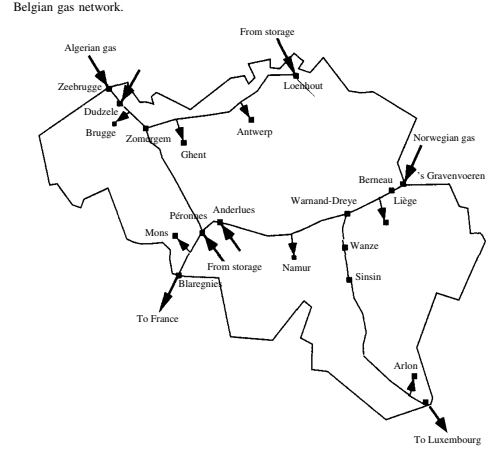 Belgian gas network.
From storage
Algerian gas
Zeebrugge
Loenhout
Dudzele
Brugge
Zomergem
Antwerp
Ghent
Norwegian gas
Berneau
's Gravenvoeren
Warnand-Dreye
Liège
Anderlues
Péronnes
Mons
Wanze
From storage
Namur
Sinsin
Blaregnies
To France
Arlon
To Luxembourg